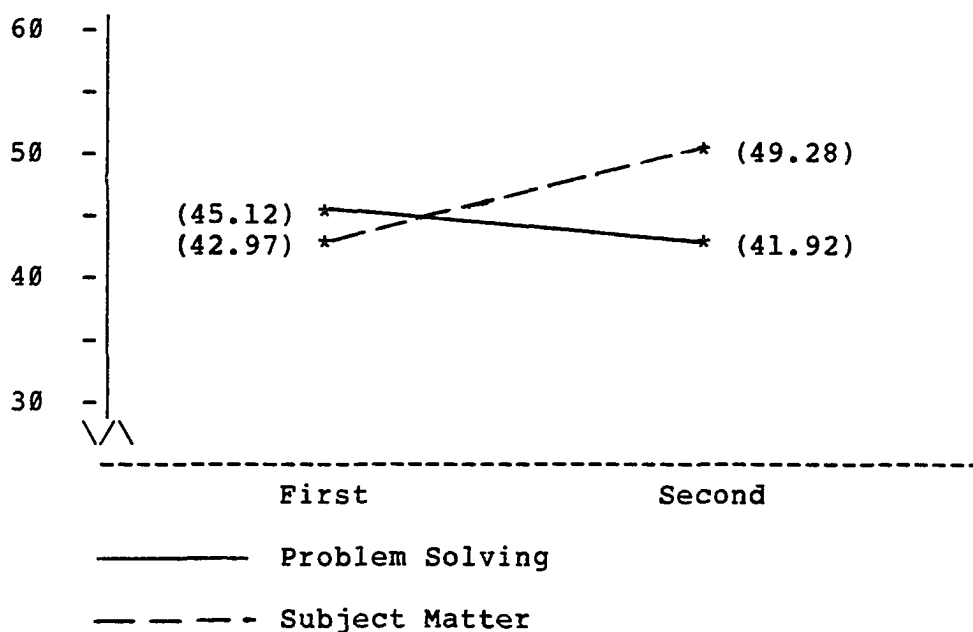 60
50
(49.28)
(45.12)
(42.97)
(41.92)
40
30
First Second
Problem Solving
Subject Matter